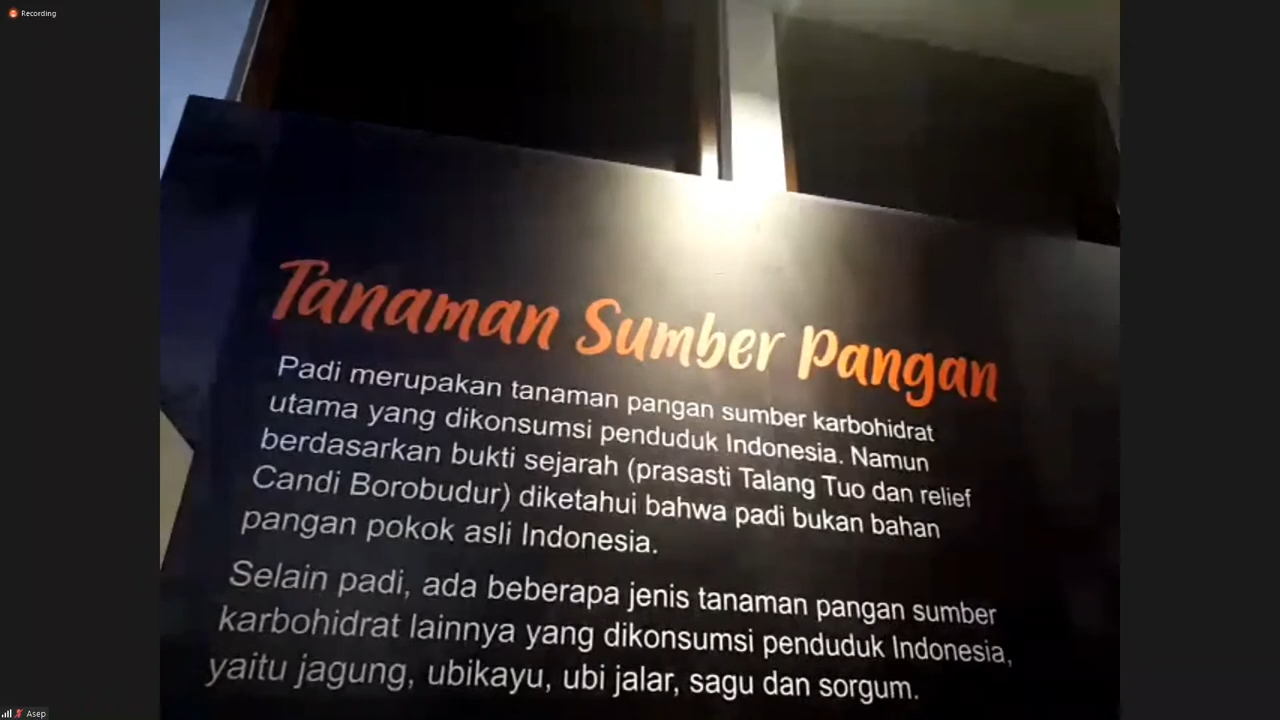 Recording
Tanaman Sumber Pangan
Padi merupakan tanaman pangan sumber karbohidrat
utama yang dikonsumsi penduduk Indonesia. Namun
berdasarkan bukti sejarah (prasasti Talang Tuo dan relief
Candi Borobudur) diketahui bahwa padi bukan bahan
pangan pokok asli Indonesia.
Selain padi, ada beberapa jenis tanaman pangan sumber
karbohidrat lainnya yang dikonsumsi penduduk Indonesia,
yaitu jagung, ubikayu, ubi jalar, sagu dan sorgum.
Asep